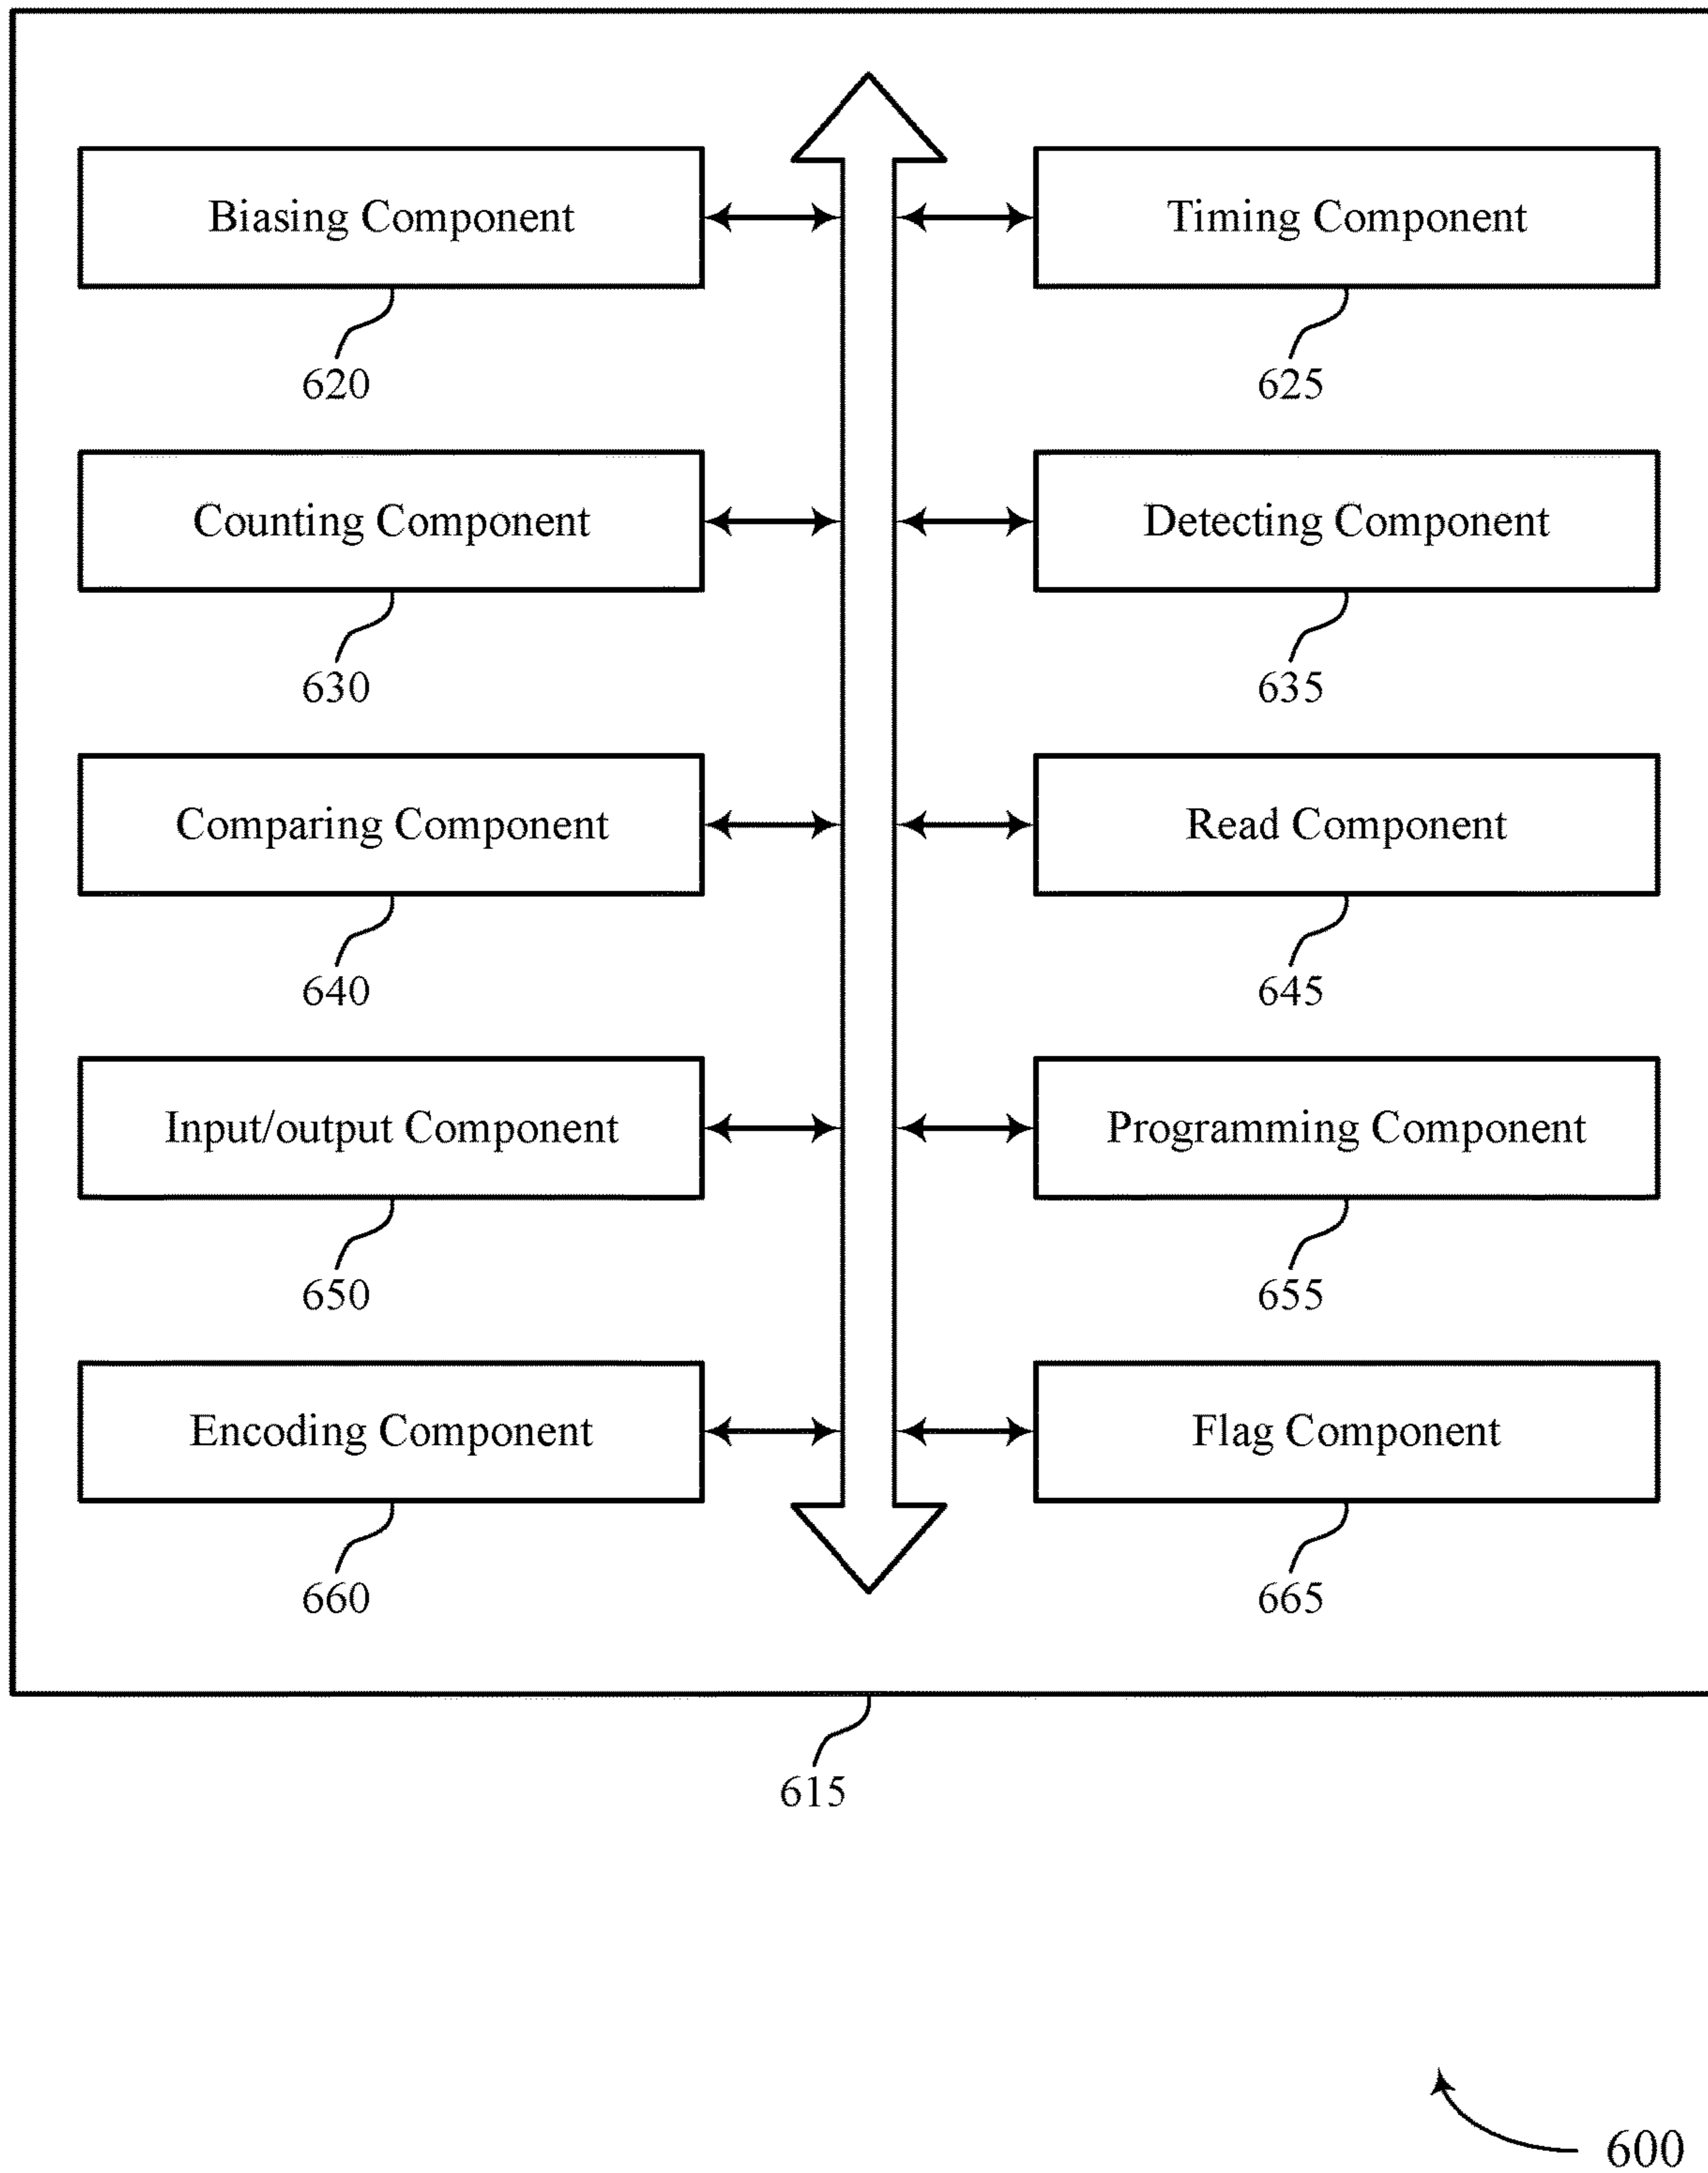 Biasing Component
Timing Component
620
625
Counting Component
Detecting Component
630
635
Comparing Component
Read Component
640
645
Input/output Component
Programming Component
650
655
Encoding Component
Flag Component
660
665
615
600